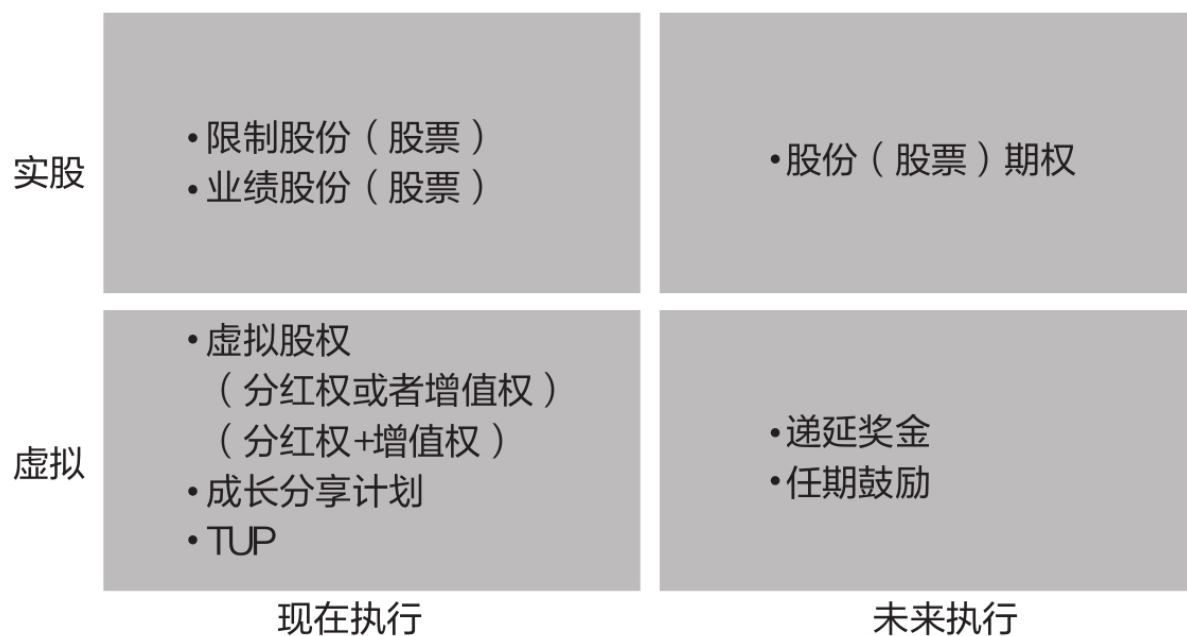 实股
•限制股份（股票）
•业绩股份（股票）
•股份（股票）期权
虚拟
•虚拟股权
（分红权或者增值权）
（分红权+增值权）
•成长分享计划
•TUP
•递延奖金
•任期鼓励
现在执行
未来执行